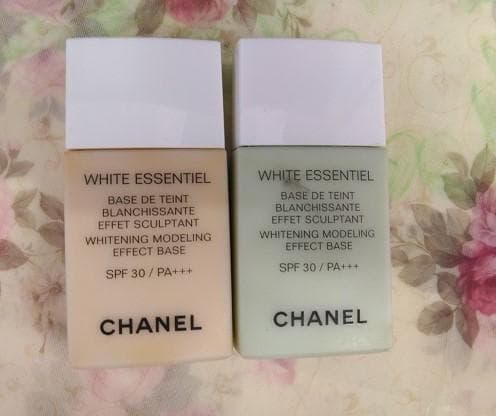 WHITE ESSENTIEL
BASE DE TEINT
BLANCHISSANTE
EFFET SCULPTANT
WHITENING MODELING
EFFECT BASE
SPF 30 / PA+++
CHANEL
WHITE ESSENTIEL
BASE DE TEINT
BLANCHISSANTE
EFFET SCULPTANT
WHITENING MODELING
EFFECT BASE
SPF 30 / PA+++
CHANEL